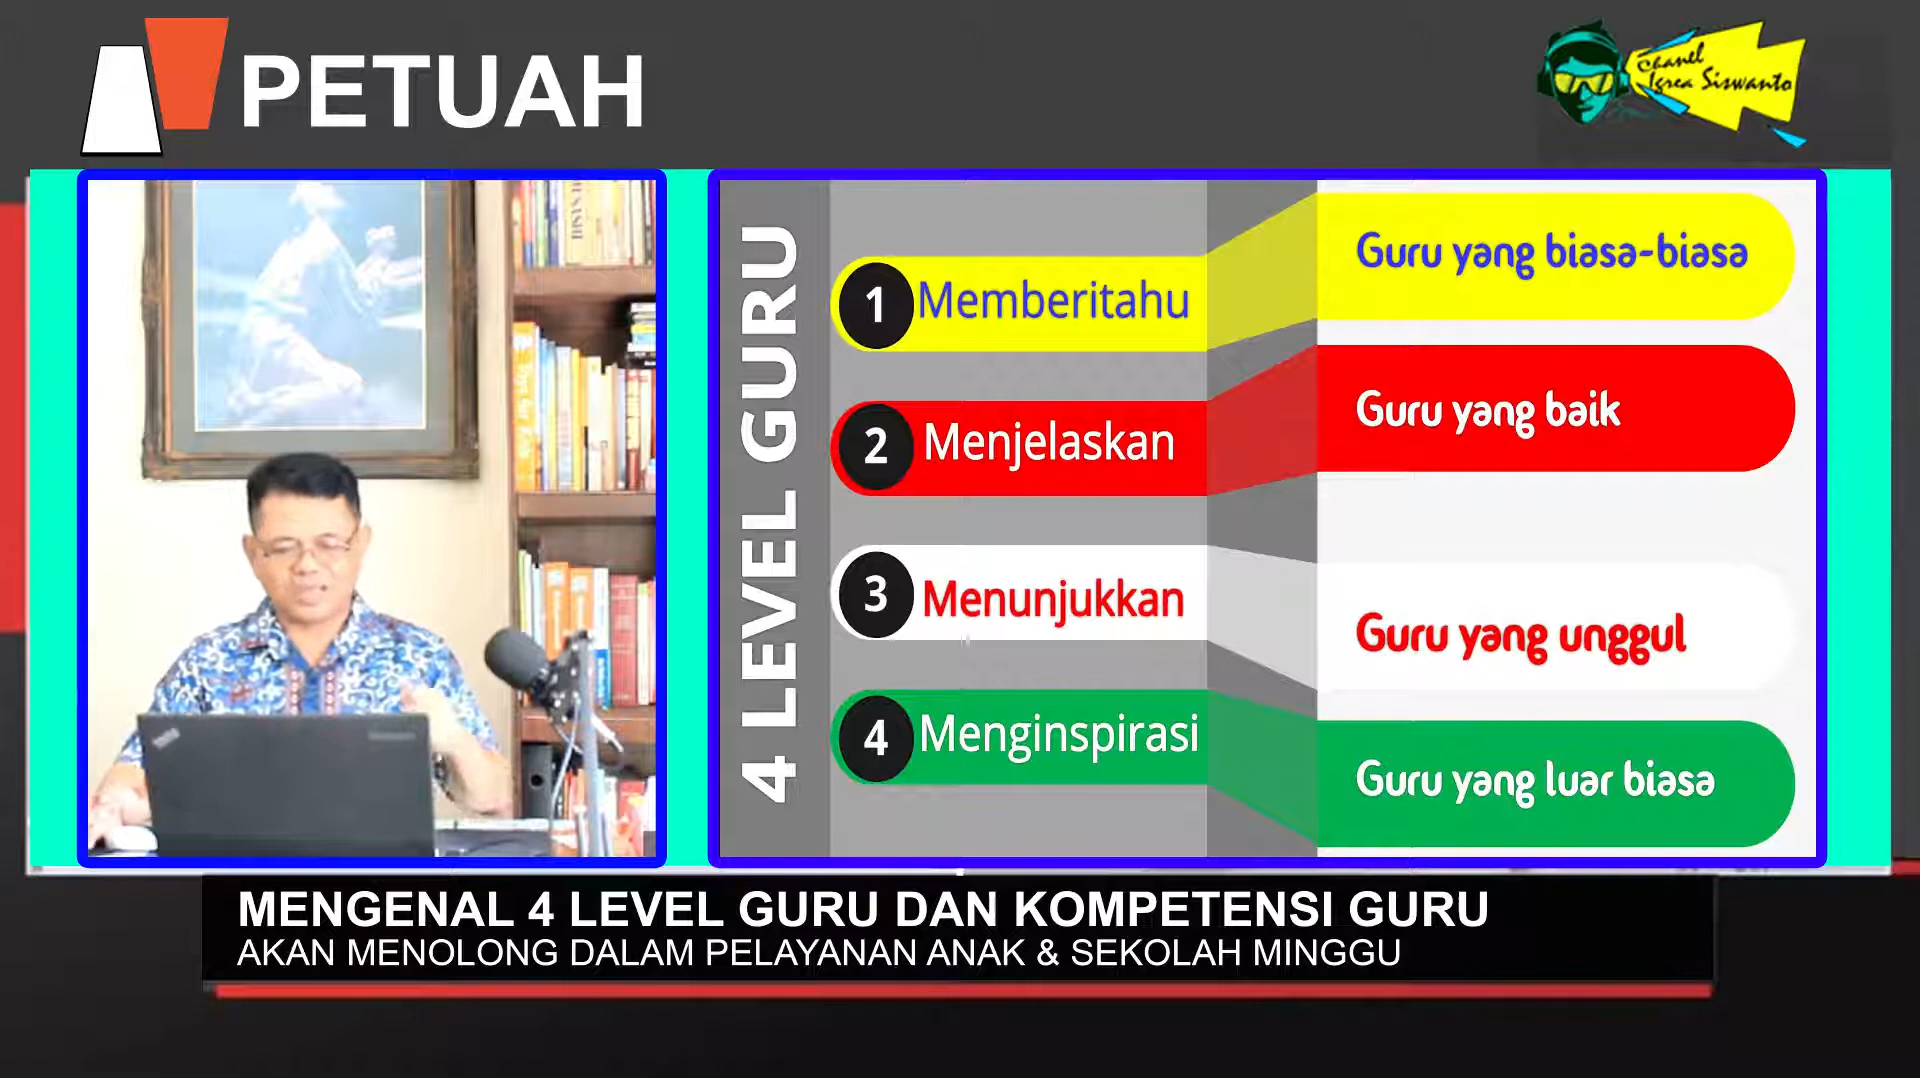 PETUAH
Chanel
Igrea Siswanto
4 LEVEL GURU
1 Memberitahu
Guru yang biasa-biasa
2 Menjelaskan
Guru yang baik
3 Menunjukkan
Guru yang unggul
4 Menginspirasi
Guru yang luar biasa
MENGENAL 4 LEVEL GURU DAN KOMPETENSI GURU
AKAN MENOLONG DALAM PELAYANAN ANAK & SEKOLAH MINGGU